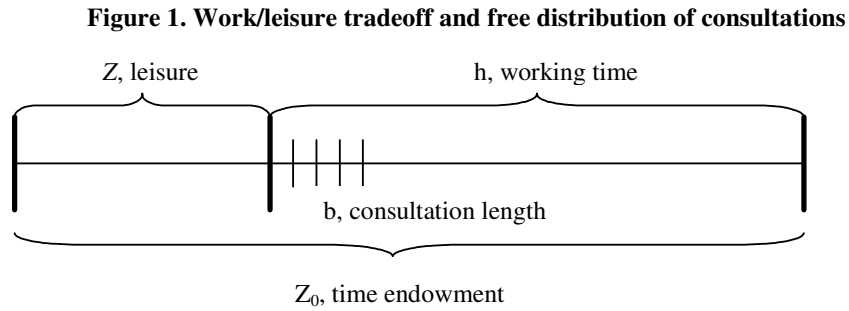 Figure 1. Work/leisure tradeoff and free distribution of consultations
Z, leisure
h, working time
b, consultation length
Z₀, time endowment